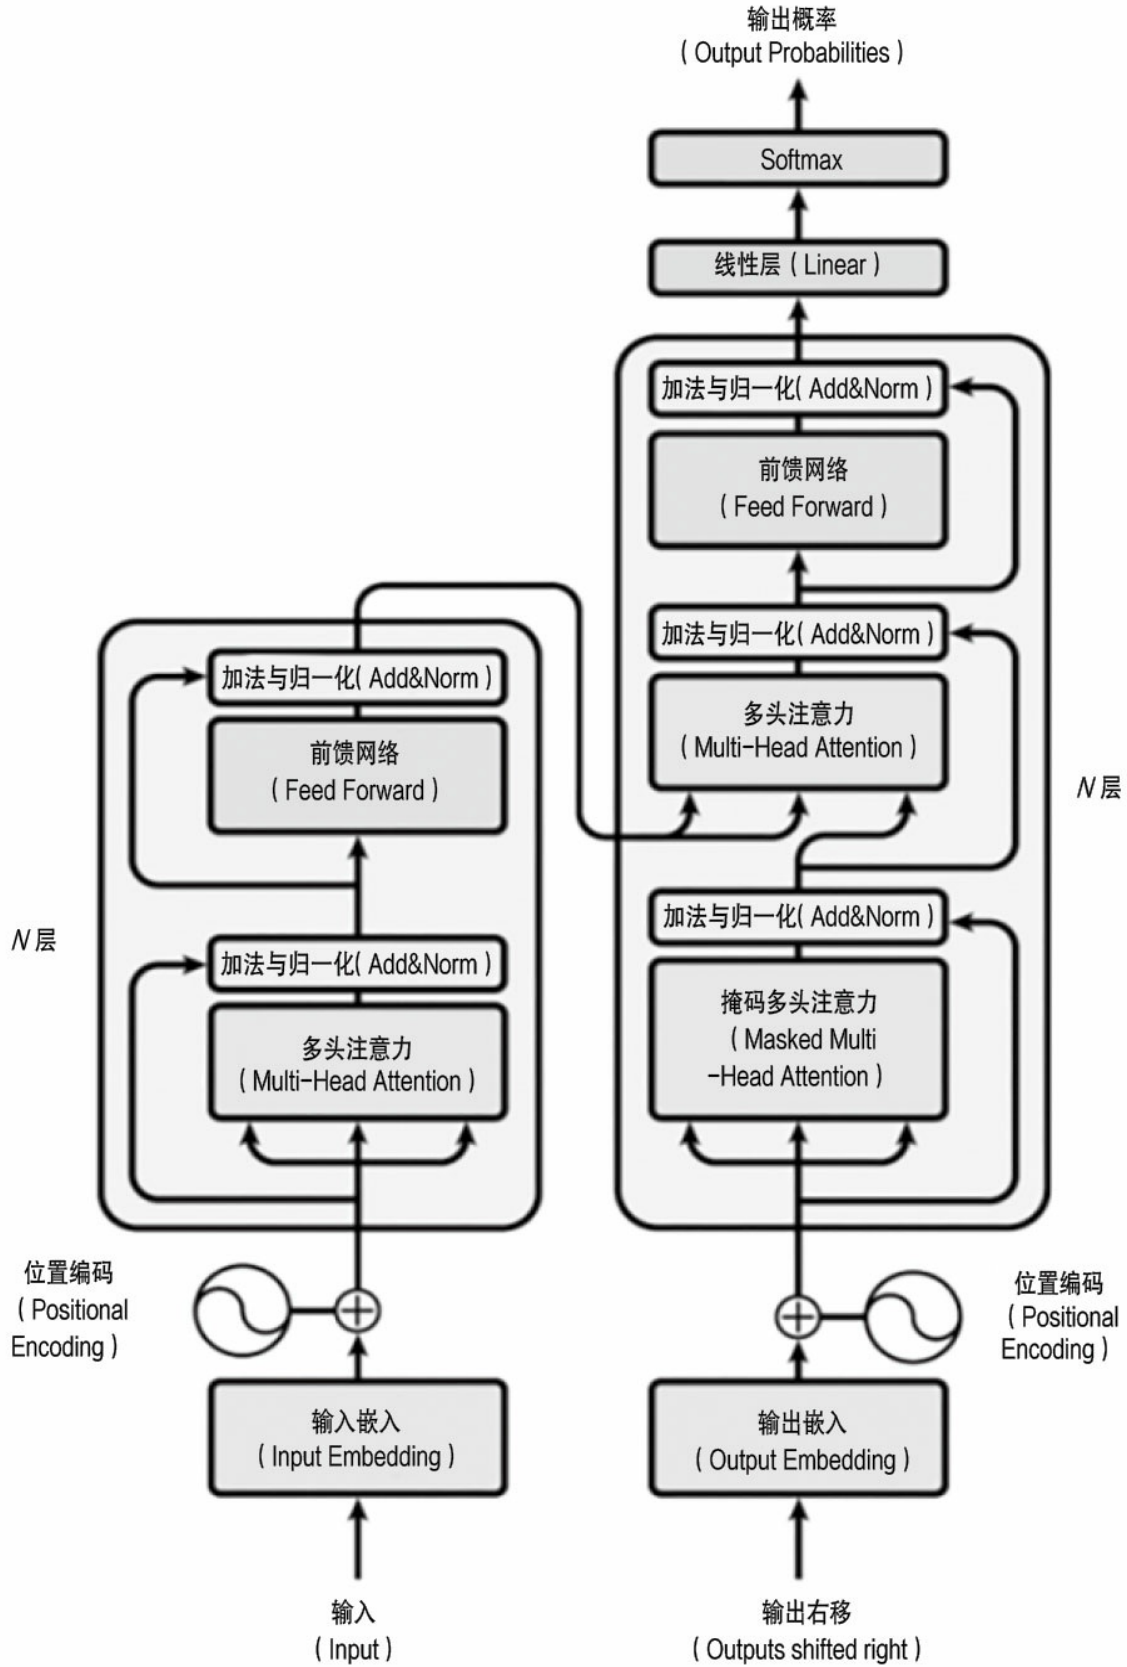 输出概率
( Output Probabilities )
Softmax
线性层 ( Linear )
加法与归一化( Add&Norm )
前馈网络
( Feed Forward )
加法与归一化( Add&Norm )
多头注意力
( Multi-Head Attention )
N 层
加法与归一化( Add&Norm )
掩码多头注意力
( Masked Multi
-Head Attention )
加法与归一化( Add&Norm )
前馈网络
( Feed Forward )
N 层
加法与归一化( Add&Norm )
多头注意力
( Multi-Head Attention )
位置编码
( Positional
Encoding )
位置编码
( Positional
Encoding )
输入嵌入
( Input Embedding )
输出嵌入
( Output Embedding )
输入
( Input )
输出右移
( Outputs shifted right )